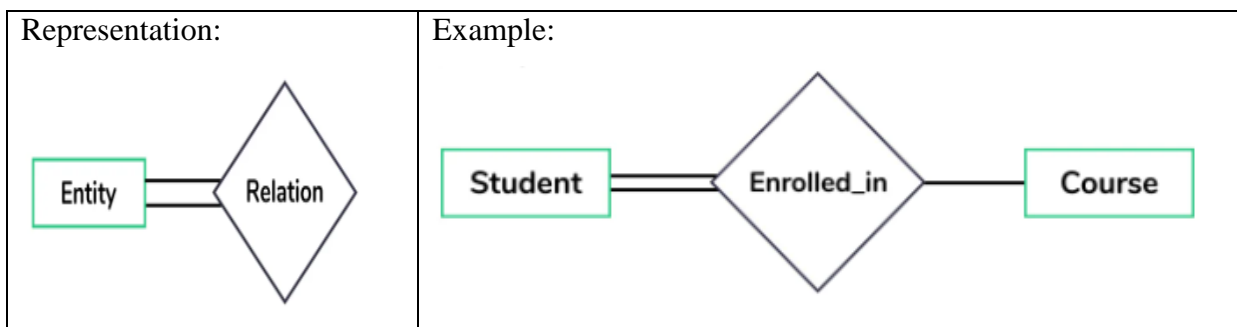 Representation:
Example:
Entity
Relation
Student
Enrolled_in
Course